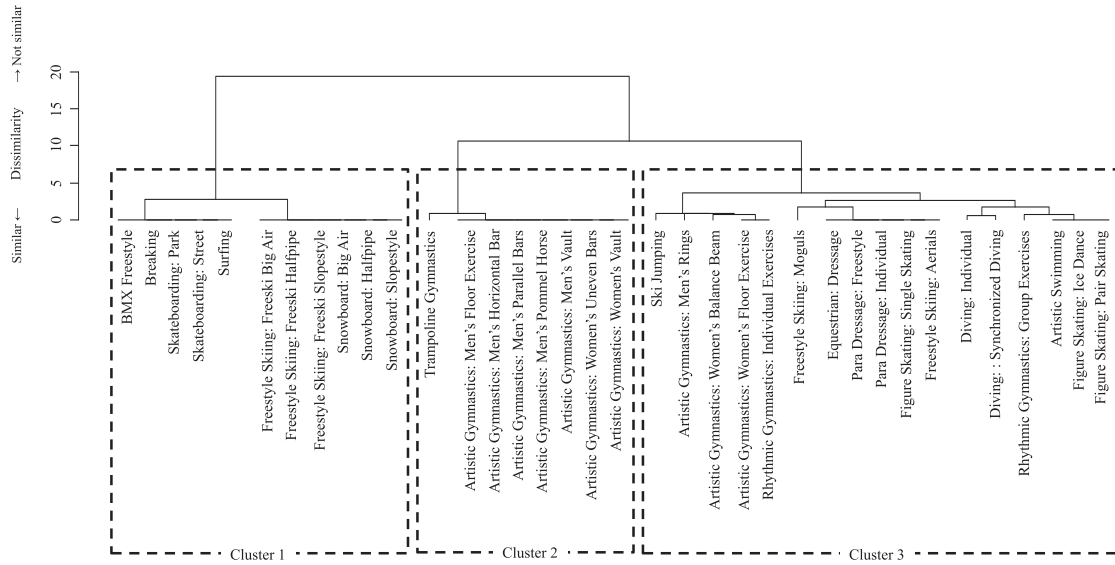 Similar ← Dissimilarity → Not similar
20
15
10
5
0
BMX Freestyle
Breaking
Skateboarding: Park
Skateboarding: Street
Surfing
Freestyle Skiing: Freeski Big Air
Freestyle Skiing: Freeski Halfpipe
Freestyle Skiing: Freeski Slopestyle
Snowboard: Big Air
Snowboard: Halfpipe
Snowboard: Slopestyle
Trampoline Gymnastics
Artistic Gymnastics: Men's Floor Exercise
Artistic Gymnastics: Men's Horizontal Bar
Artistic Gymnastics: Men's Parallel Bars
Artistic Gymnastics: Men's Pommel Horse
Artistic Gymnastics: Men's Vault
Artistic Gymnastics: Women's Uneven Bars
Artistic Gymnastics: Women's Vault
Ski Jumping
Artistic Gymnastics: Men's Rings
Artistic Gymnastics: Women's Balance Beam
Artistic Gymnastics: Women's Floor Exercise
Rhythmic Gymnastics: Individual Exercises
Freestyle Skiing: Moguls
Equestrian: Dressage
Para Dressage: Freestyle
Para Dressage: Individual
Figure Skating: Single Skating
Freestyle Skiing: Aerials
Diving: Individual
Diving: : Synchronized Diving
Rhythmic Gymnastics: Group Exercises
Artistic Swimming
Figure Skating: Ice Dance
Figure Skating: Pair Skating
Cluster 1
Cluster 2
Cluster 3